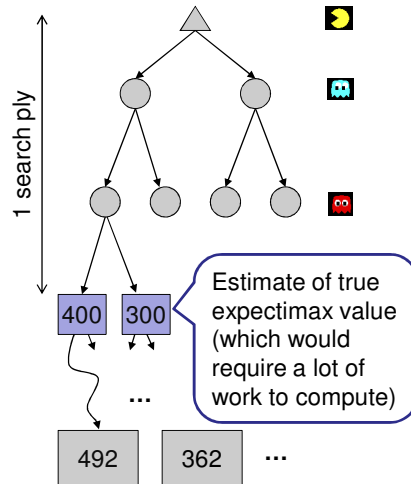 1 search ply
400
300
Estimate of true
expectimax value
(which would
require a lot of
work to compute)
...
492
362
...